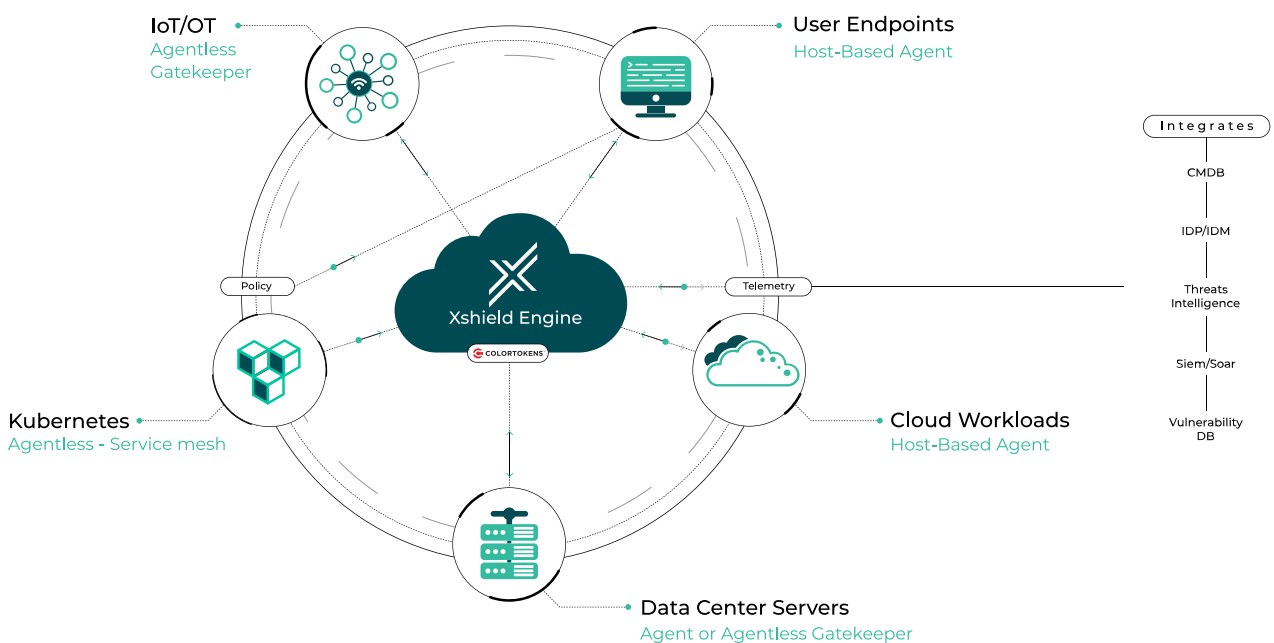 IoT/OT
Agentless
Gatekeeper
User Endpoints
Host-Based Agent
Integrates
CMDB
IDP/IDM
Threats
Intelligence
Siem/Soar
Vulnerability
DB
Policy
Telemetry
Xshield Engine
COLORTOKENS
Kubernetes
Agentless - Service mesh
Cloud Workloads
Host-Based Agent
Data Center Servers
Agent or Agentless Gatekeeper